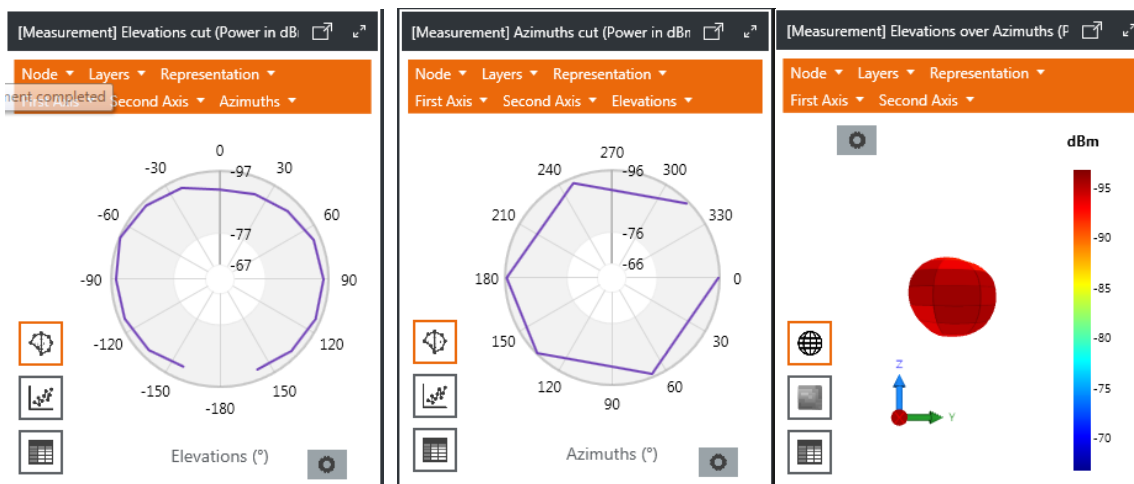 [Measurement] Elevations cut (Power in dBi
Node Layers Representation
ment completed
Second Axis Azimuths
0
-30 30
-97
-60 60
-77
-67
-90 90
-120 120
-150 150
-180
Elevations (°)
[Measurement] Azimuths cut (Power in dBm
Node Layers Representation
First Axis Second Axis Elevations
270
240 300
-96
210 330
-76
-66
180 0
150 30
120 60
90
Azimuths (°)
[Measurement] Elevations over Azimuths (P
Node Layers Representation
First Axis Second Axis
dBm
-95
-90
-85
-80
-75
-70
Z
Y